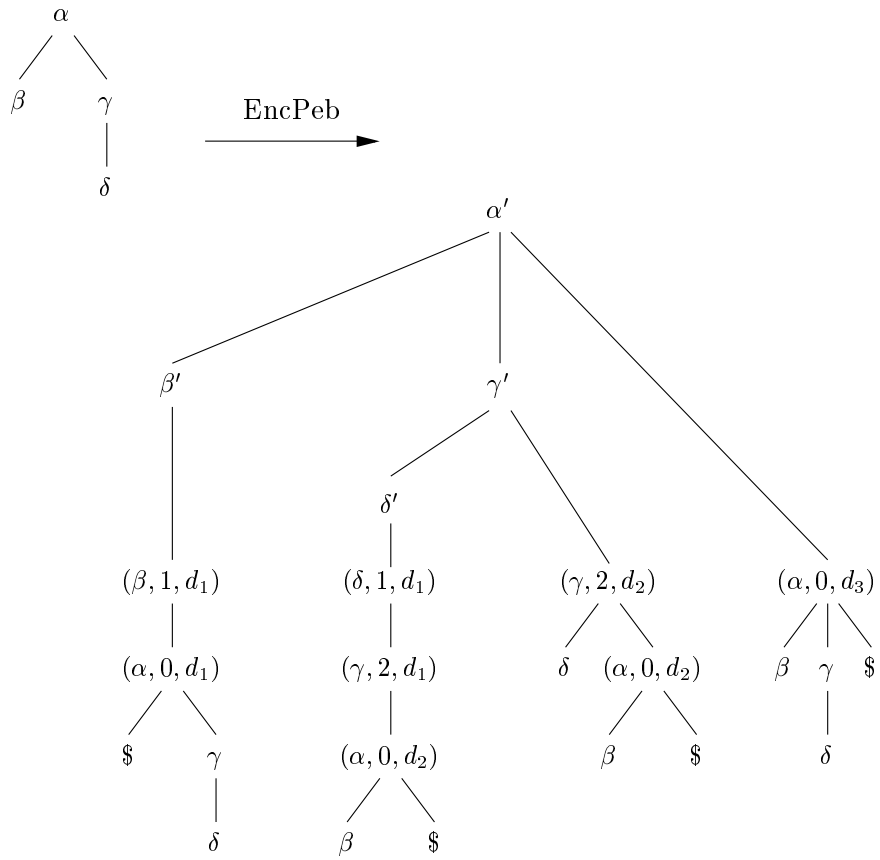 α
β γ
EncPeb
δ
α′
β′ γ′
δ′
(β, 1, d₁) (δ, 1, d₁) (γ, 2, d₂) (α, 0, d₃)
(α, 0, d₁) (γ, 2, d₁) δ (α, 0, d₂) β γ $
$ γ (α, 0, d₂) β $ δ
δ β $